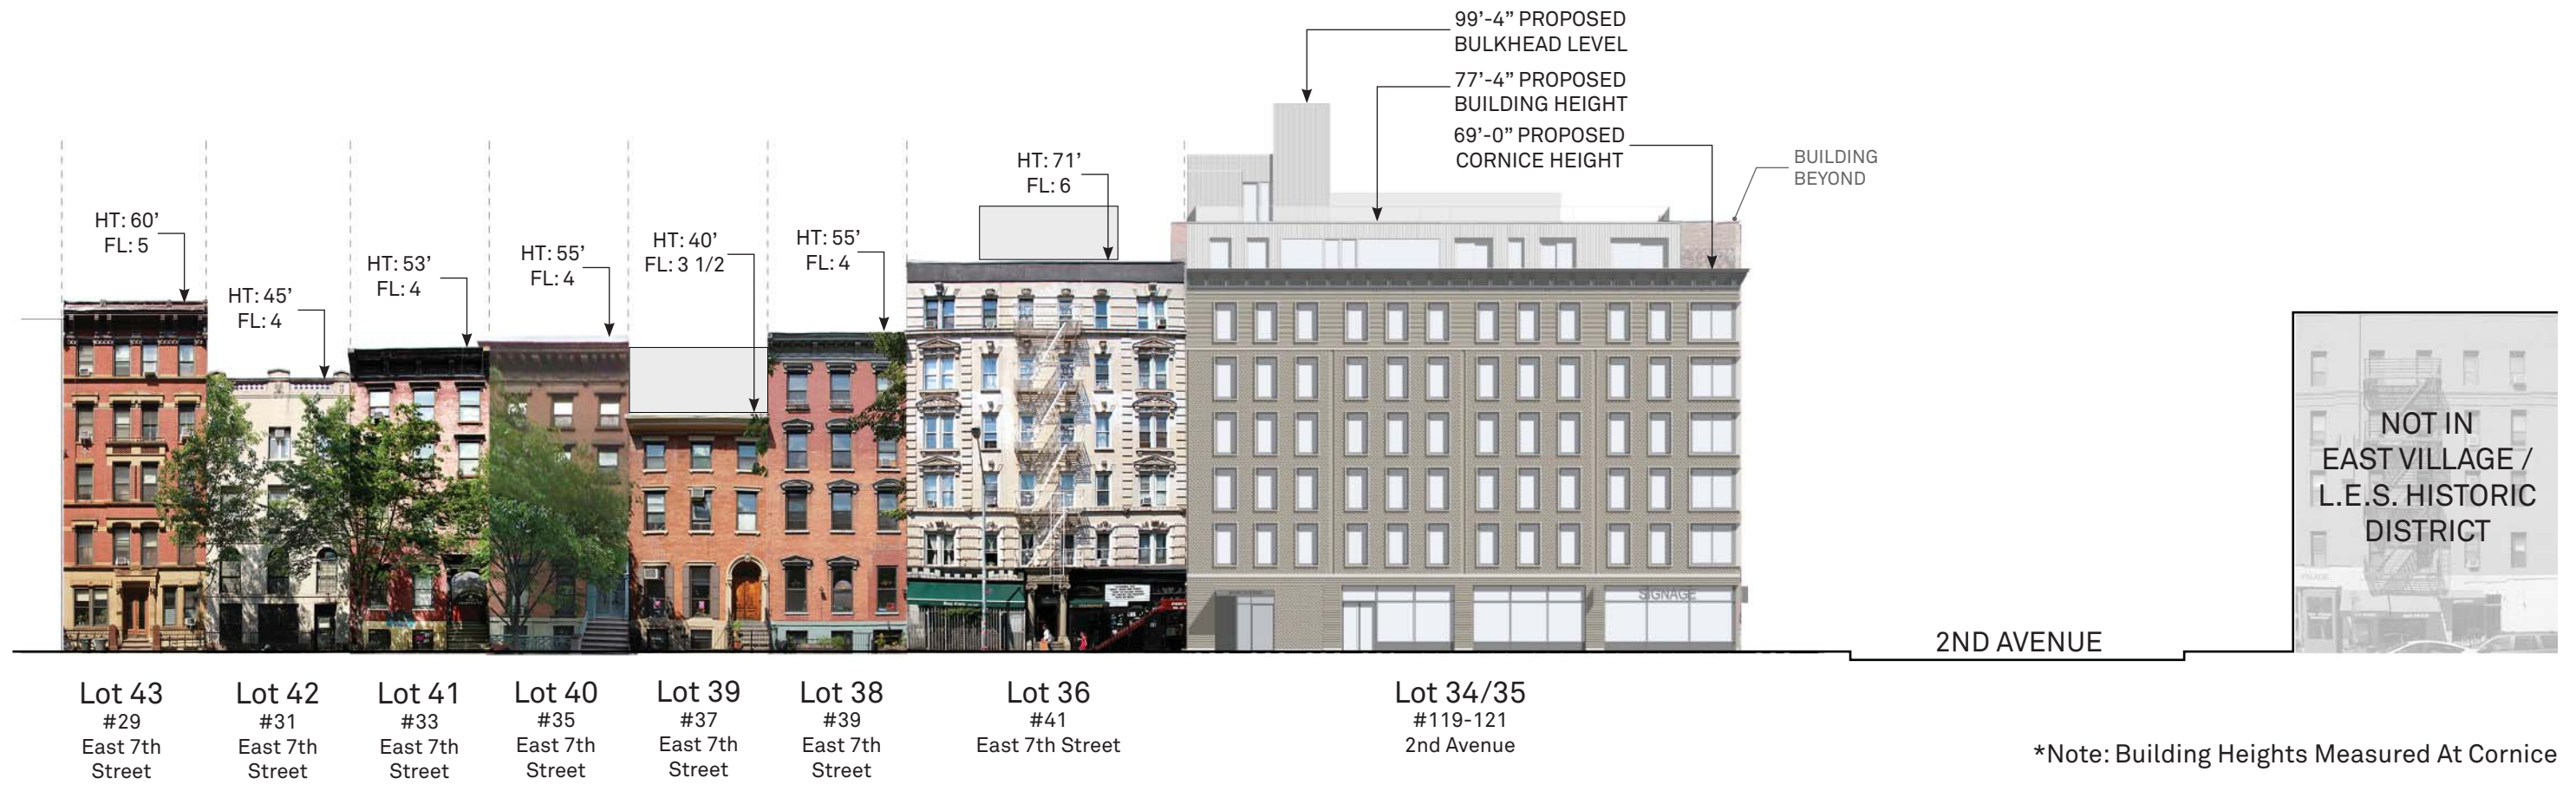 99’-4” PROPOSED
BULKHEAD LEVEL
77’-4” PROPOSED
BUILDING HEIGHT
69’-0” PROPOSED
CORNICE HEIGHT
BUILDING
BEYOND
HT: 60’
FL: 5
HT: 45’
FL: 4
HT: 53’
FL: 4
HT: 55’
FL: 4
HT: 40’
FL: 3 1/2
HT: 55’
FL: 4
HT: 71’
FL: 6
SIGNAGE
NOT IN
EAST VILLAGE /
L.E.S. HISTORIC
DISTRICT
2ND AVENUE
Lot 43
#29
East 7th
Street
Lot 42
#31
East 7th
Street
Lot 41
#33
East 7th
Street
Lot 40
#35
East 7th
Street
Lot 39
#37
East 7th
Street
Lot 38
#39
East 7th
Street
Lot 36
#41
East 7th Street
Lot 34/35
#119-121
2nd Avenue
*Note: Building Heights Measured At Cornice